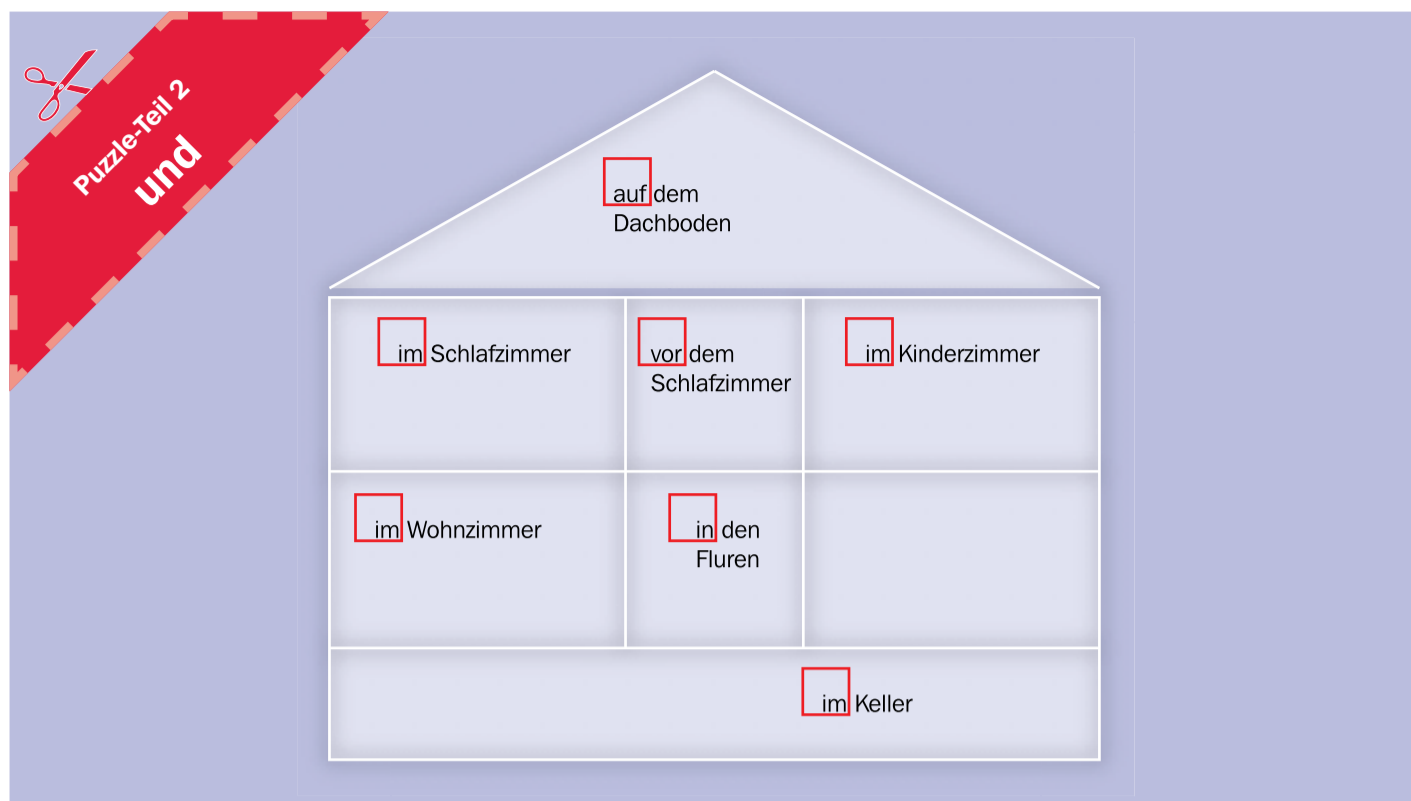 Puzzle-Teil 2
und
auf dem
Dachboden
im Schlafzimmer
vor dem
Schlafzimmer
im Kinderzimmer
im Wohnzimmer
in den
Fluren
im Keller